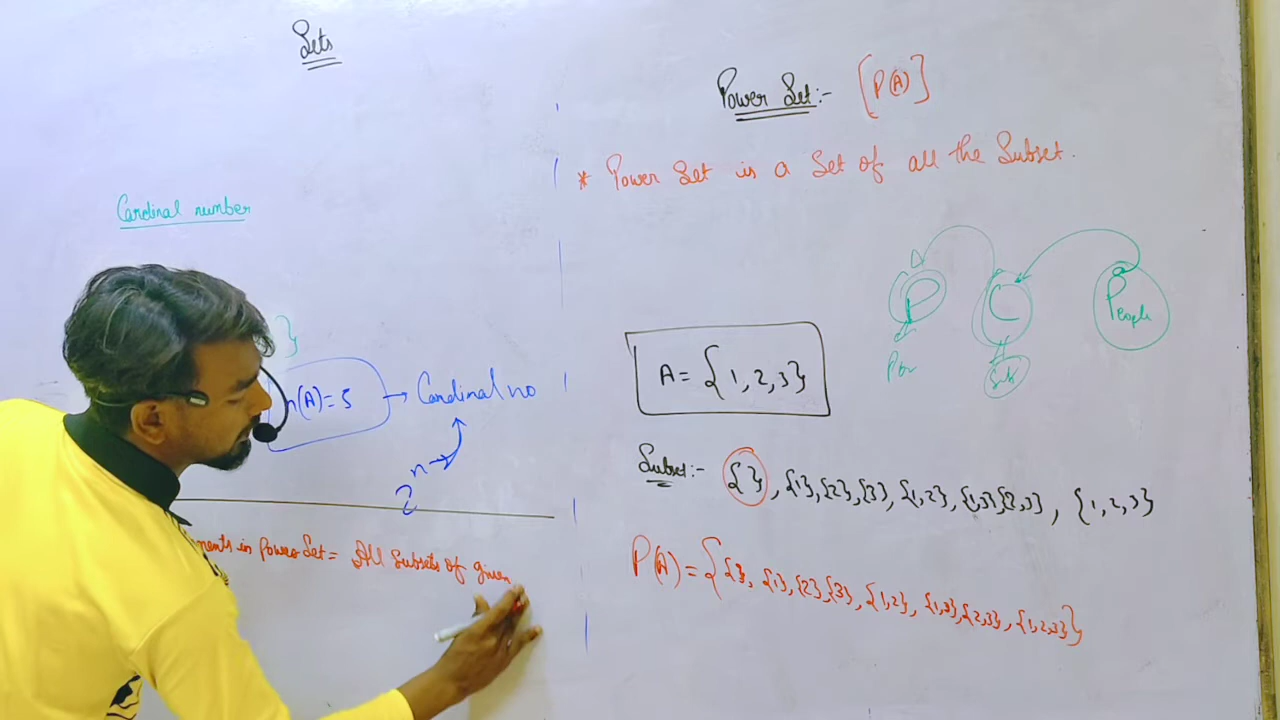 Sets
Cardinal number
}
n(A)=5 → Cardinal no
2ⁿ →
ments in Power Set = All Subsets of given
Power Set:- [P(A)]
* Power Set is a Set of all the Subset.
P C People
Sub
A = {1, 2, 3}
Subset:- { }, {1}, {2}, {3}, {1, 2}, {1,3} {2,3}, {1, 2, 3}
P(A) = { { }, {1}, {2}, {3}, {1, 2}, {1,3}, {2,3}, {1, 2, 3} }